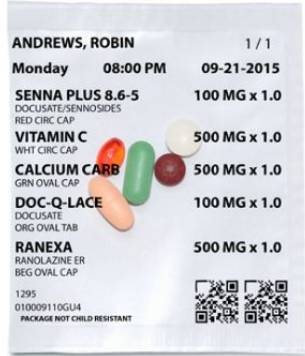 ANDREWS, ROBIN 1 / 1
Monday 08:00 PM 09-21-2015
SENNA PLUS 8.6-5 100 MG x 1.0
DOCUSATE/SENNOSIDES
RED CIRC CAP
VITAMIN C 500 MG x 1.0
WHT CIRC CAP
CALCIUM CARB 500 MG x 1.0
GRN OVAL CAP
DOC-Q-LACE 100 MG x 1.0
DOCUSATE
ORG OVAL TAB
RANEXA 500 MG x 1.0
RANOLAZINE ER
BEG OVAL CAP
1295
010009110GU4
PACKAGE NOT CHILD RESISTANT